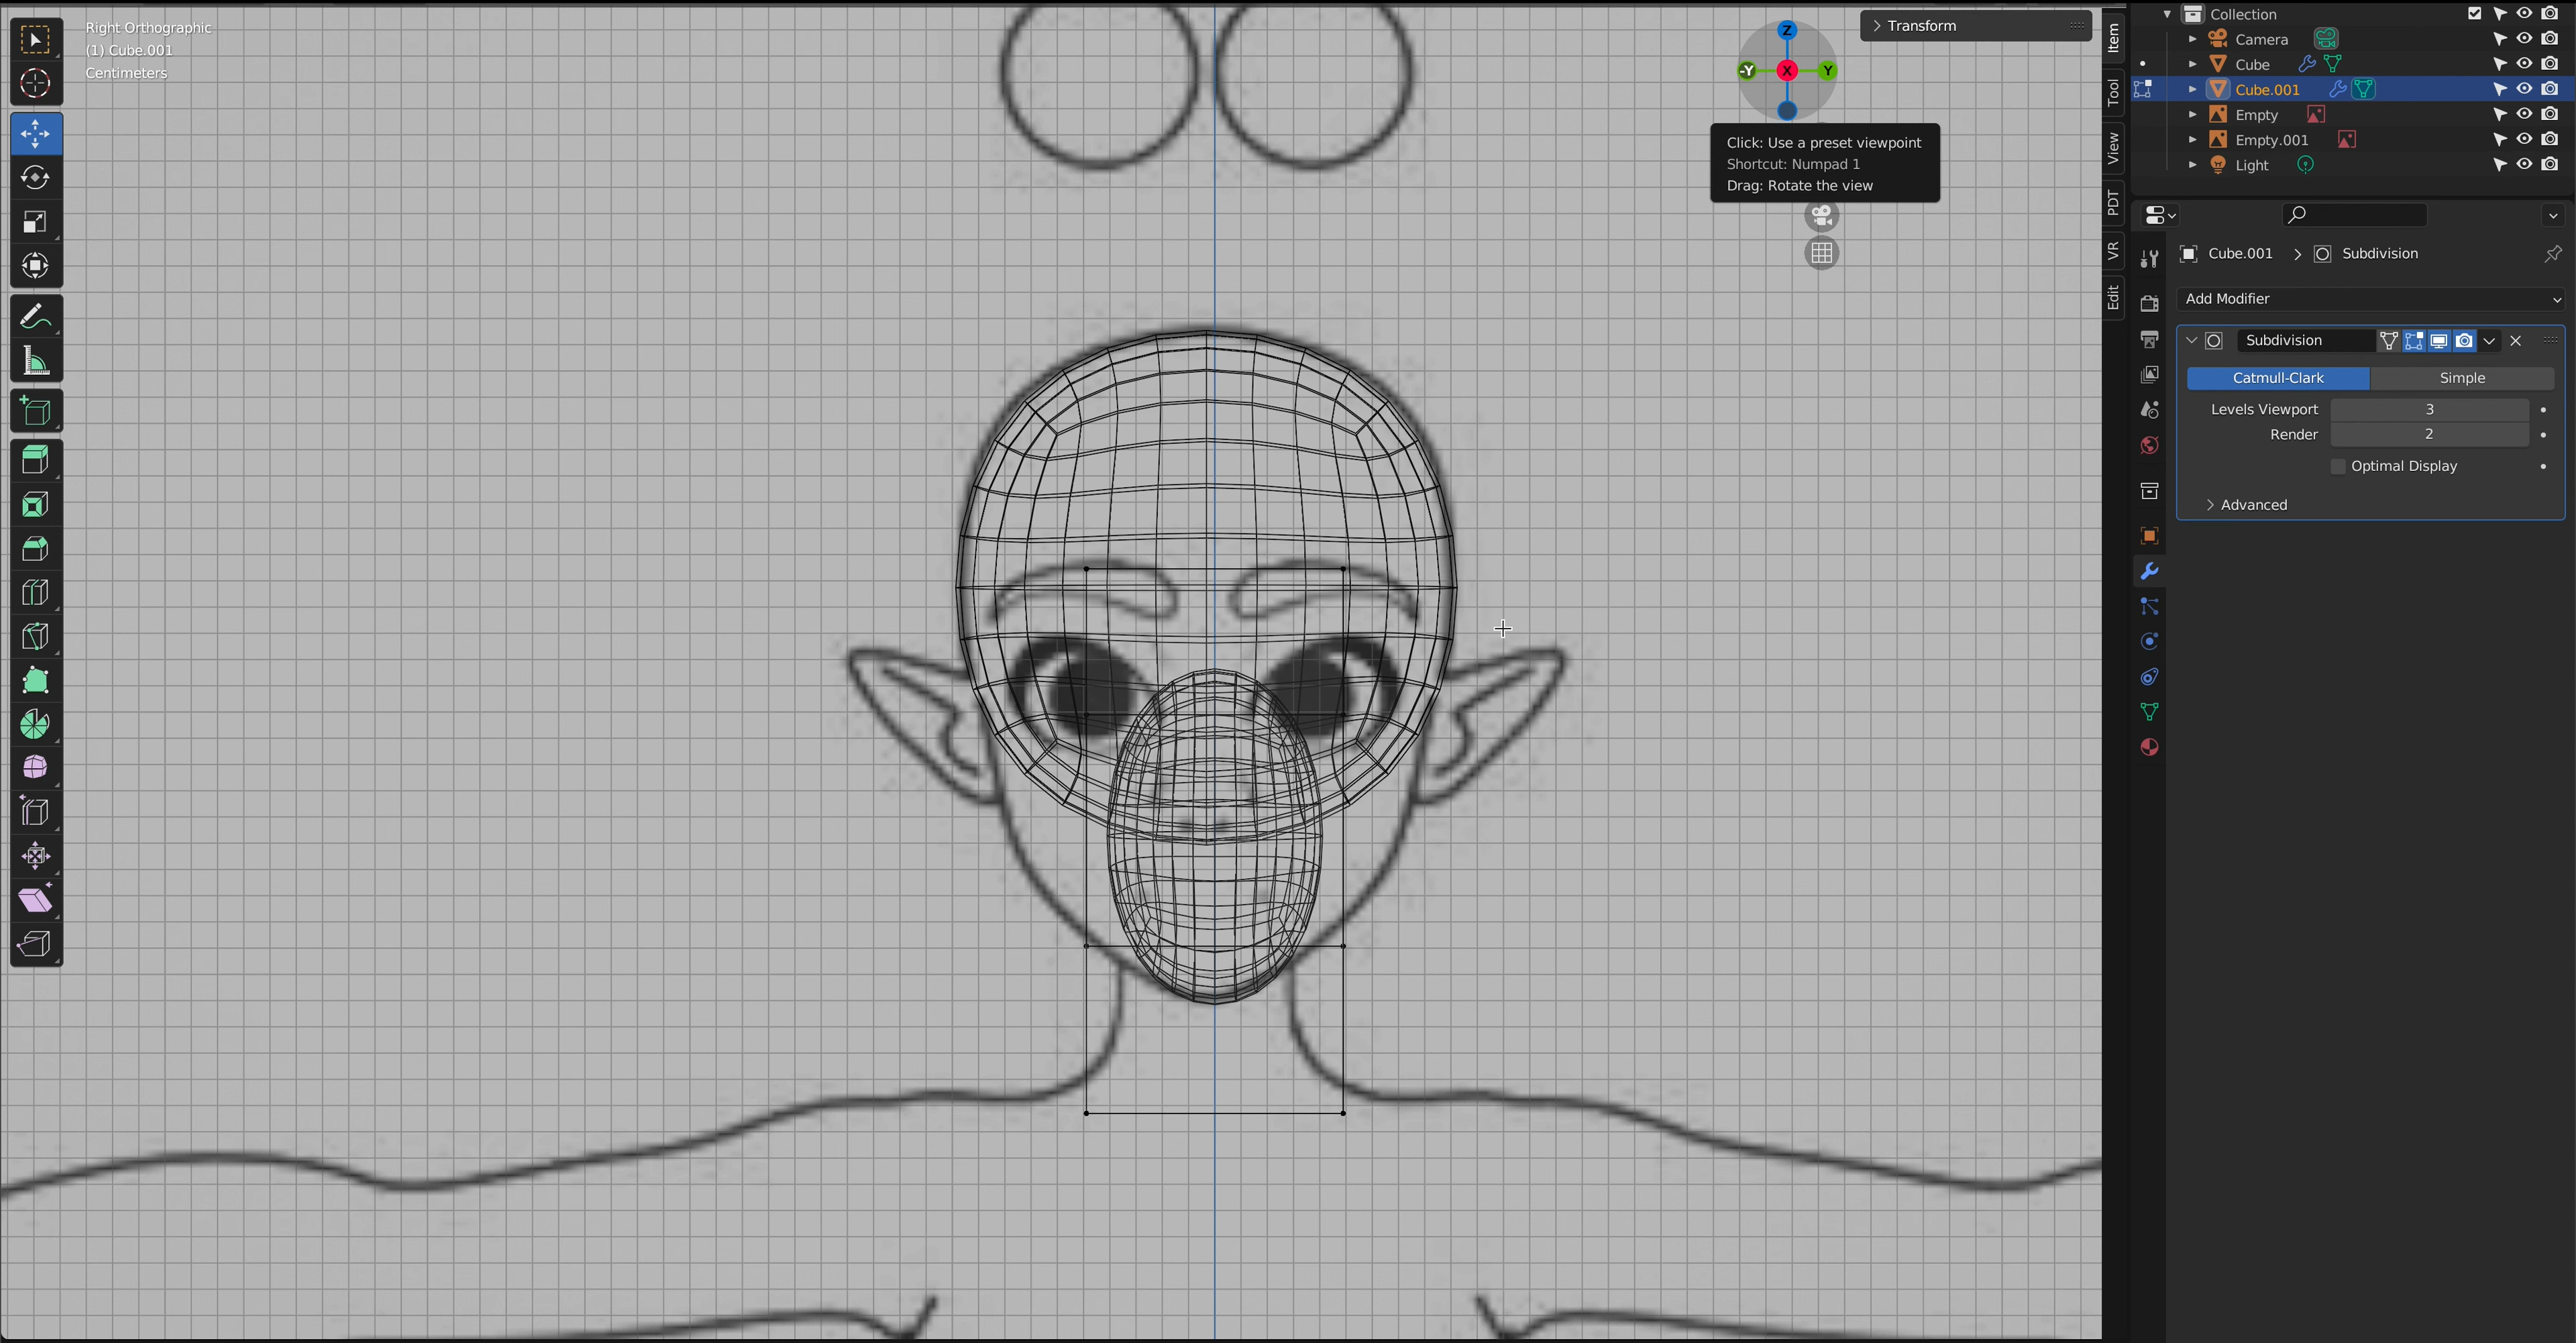 Right Orthographic
(1) Cube.001
Centimeters
Transform
Z
-Y
X
Y
Click: Use a preset viewpoint
Shortcut: Numpad 1
Drag: Rotate the view
Item
Tool
View
PDT
VR
Edit
Collection
Camera
Cube
Cube.001
Empty
Empty.001
Light
Cube.001
Subdivision
Add Modifier
Subdivision
Catmull-Clark
Simple
Levels Viewport 3
Render 2
Optimal Display
Advanced